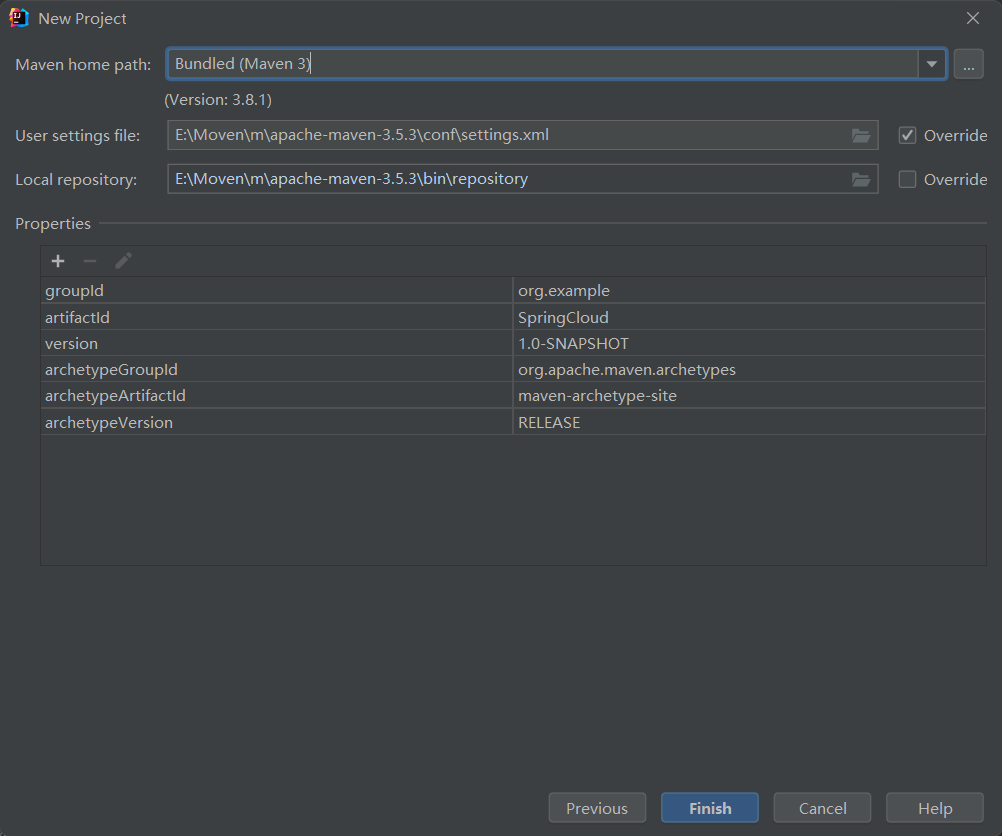 New Project
Maven home path: Bundled (Maven 3) ...
(Version: 3.8.1)
User settings file: E:\Moven\m\apache-maven-3.5.3\conf\settings.xml Override
Local repository: E:\Moven\m\apache-maven-3.5.3\bin\repository Override
Properties
groupId org.example
artifactId SpringCloud
version 1.0-SNAPSHOT
archetypeGroupId org.apache.maven.archetypes
archetypeArtifactId maven-archetype-site
archetypeVersion RELEASE
Previous Finish Cancel Help